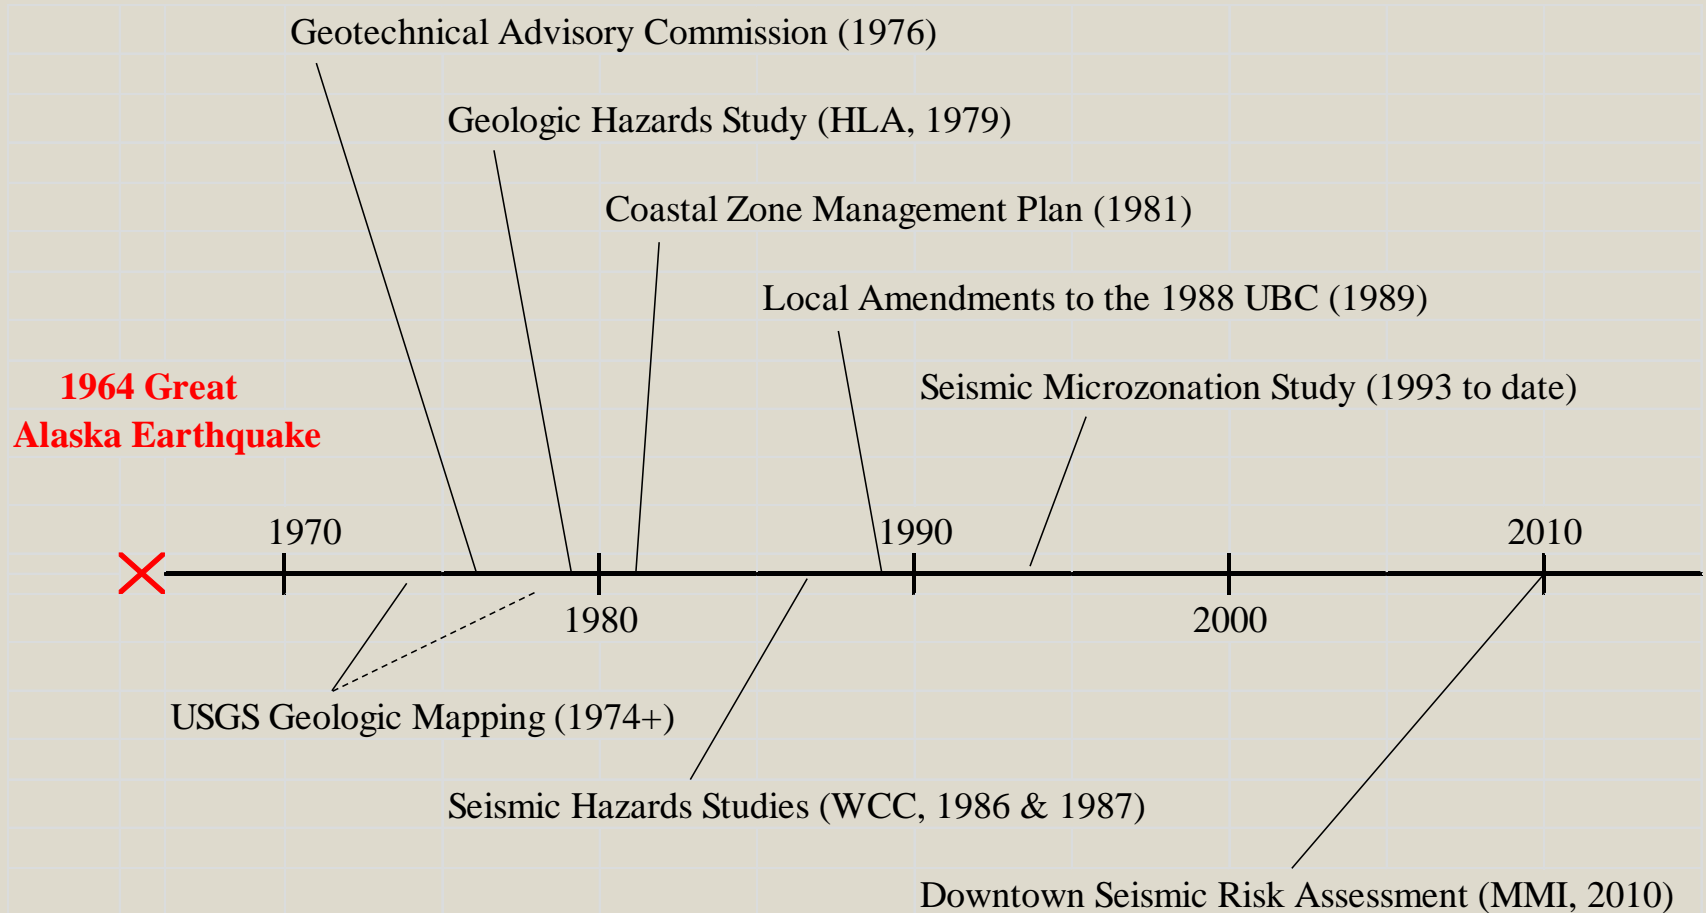 Geotechnical Advisory Commission (1976)
Geologic Hazards Study (HLA, 1979)
Coastal Zone Management Plan (1981)
Local Amendments to the 1988 UBC (1989)
1964 Great
Alaska Earthquake
Seismic Microzonation Study (1993 to date)
1970
1990
2010
1980
2000
USGS Geologic Mapping (1974+)
Seismic Hazards Studies (WCC, 1986 & 1987)
Downtown Seismic Risk Assessment (MMI, 2010)